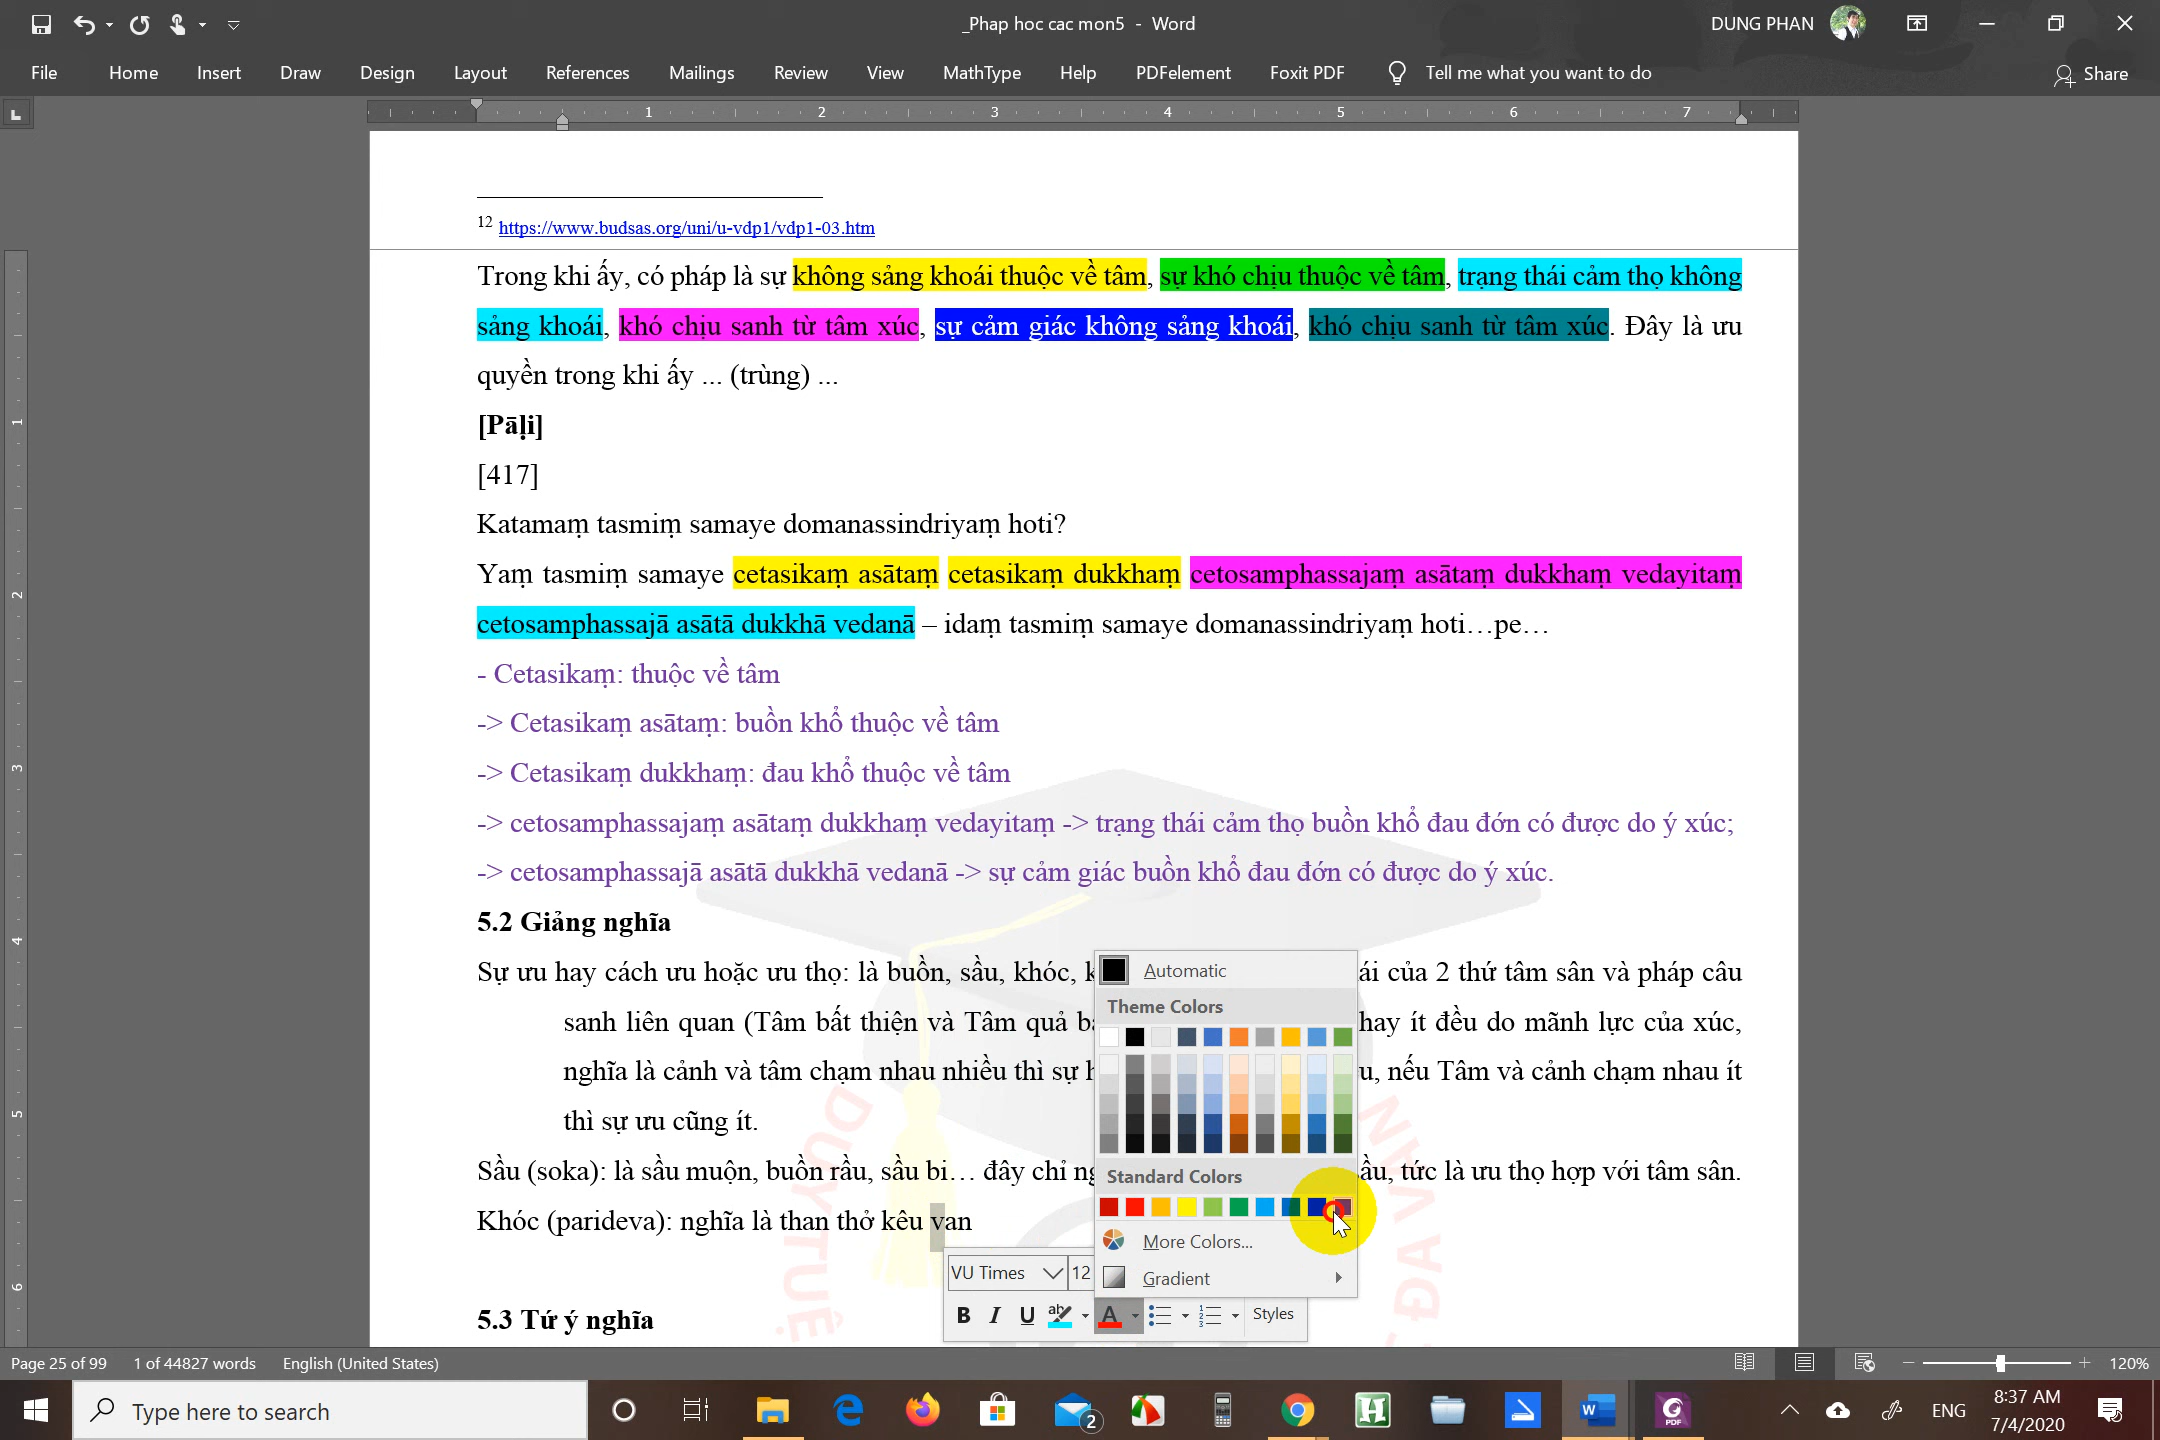 _Phap hoc cac mon5 - Word
DUNG PHAN
File Home Insert Draw Design Layout References Mailings Review View MathType Help PDFelement Foxit PDF Tell me what you want to do Share
1 2 3 4 5 6 7
12 https://www.budsas.org/uni/u-vdp1/vdp1-03.htm
Trong khi ấy, có pháp là sự không sảng khoái thuộc về tâm, sự khó chịu thuộc về tâm, trạng thái cảm thọ không
sảng khoái, khó chịu sanh từ tâm xúc, sự cảm giác không sảng khoái, khó chịu sanh từ tâm xúc. Đây là ưu
quyền trong khi ấy ... (trùng) ...
[Pāḷi]
[417]
Katamaṃ tasmiṃ samaye domanassindriyaṃ hoti?
Yaṃ tasmiṃ samaye cetasikaṃ asātaṃ cetasikaṃ dukkhaṃ cetosamphassajaṃ asātaṃ dukkhaṃ vedayitaṃ
cetosamphassajā asātā dukkhā vedanā – idaṃ tasmiṃ samaye domanassindriyaṃ hoti…pe…
- Cetasikaṃ: thuộc về tâm
-> Cetasikaṃ asātaṃ: buồn khổ thuộc về tâm
-> Cetasikaṃ dukkhaṃ: đau khổ thuộc về tâm
-> cetosamphassajaṃ asātaṃ dukkhaṃ vedayitaṃ -> trạng thái cảm thọ buồn khổ đau đớn có được do ý xúc;
-> cetosamphassajā asātā dukkhā vedanā -> sự cảm giác buồn khổ đau đớn có được do ý xúc.
5.2 Giảng nghĩa
Sự ưu hay cách ưu hoặc ưu thọ: là buồn, sầu, khóc, của 2 thứ tâm sân và pháp câu
sanh liên quan (Tâm bất thiện và Tâm quả hay ít đều do mãnh lực của xúc,
nghĩa là cảnh và tâm chạm nhau nhiều thì sự nếu Tâm và cảnh chạm nhau ít
thì sự ưu cũng ít.
Sầu (soka): là sầu muộn, buồn rầu, sầu bi… đây chỉ tức là ưu thọ hợp với tâm sân.
Khóc (parideva): nghĩa là than thở kêu van
5.3 Tứ ý nghĩa
Automatic
Theme Colors
Standard Colors
More Colors...
Gradient
VU Times 12
B I U A Styles
DUYTUỆ
1 2 3 4 5 6
Page 25 of 99 1 of 44827 words English (United States) 120%
Type here to search
2
ENG
8:37 AM
7/4/2020